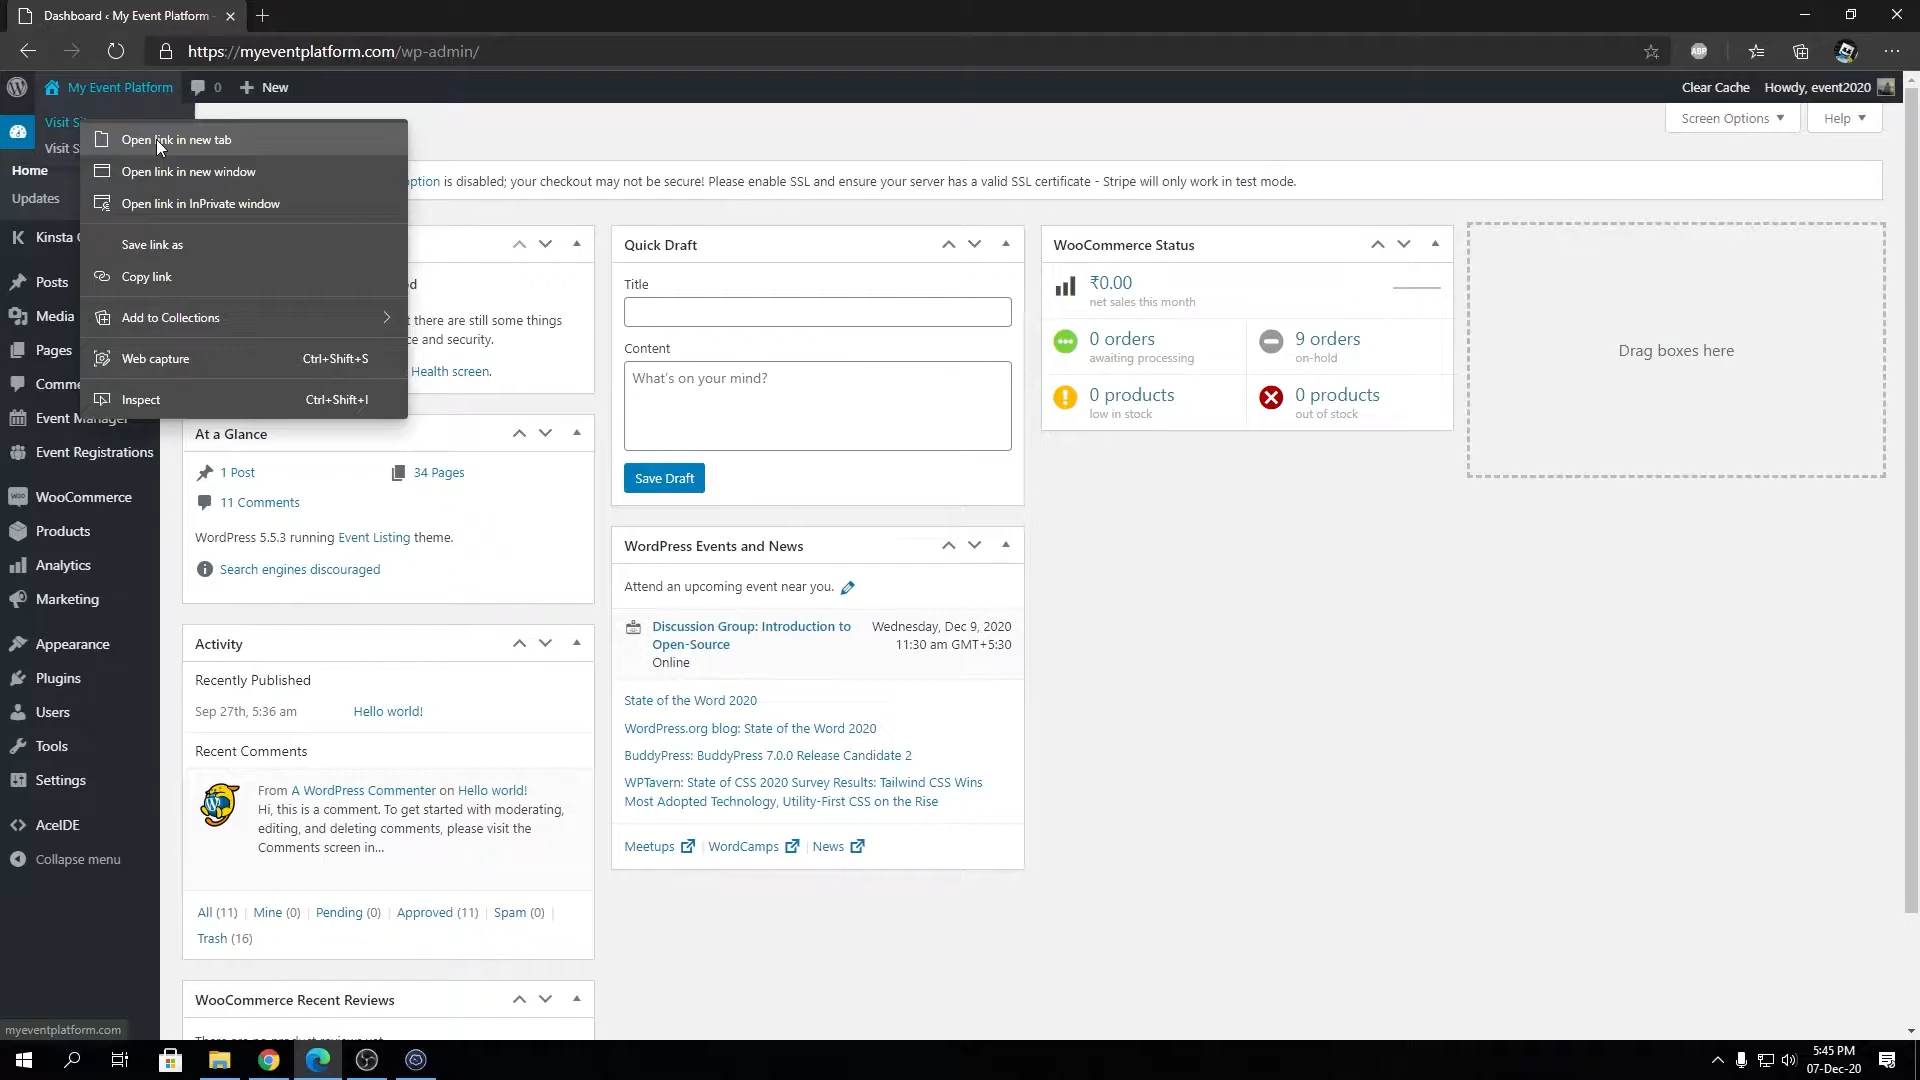 Dashboard ‹ My Event Platform
https://myeventplatform.com/wp-admin/
ABP
My Event Platform
0
New
Clear Cache
Howdy, event2020
Visit
Visit
Screen Options
Help
Home
Updates
Kinsta
Posts
Media
Pages
Event Manager
Event Registrations
WooCommerce
Products
Analytics
Marketing
Appearance
Plugins
Users
Tools
Settings
AceIDE
Collapse menu
myeventplatform.com
Open link in new tab
Open link in new window
Open link in InPrivate window
Save link as
Copy link
Add to Collections
Web capture Ctrl+Shift+S
Inspect Ctrl+Shift+I
is disabled; your checkout may not be secure! Please enable SSL and ensure your server has a valid SSL certificate - Stripe will only work in test mode.
there are still some things
and security.
Health screen.
At a Glance
1 Post
34 Pages
11 Comments
WordPress 5.5.3 running Event Listing theme.
Search engines discouraged
Activity
Recently Published
Sep 27th, 5:36 am Hello world!
Recent Comments
From A WordPress Commenter on Hello world!
Hi, this is a comment. To get started with moderating,
editing, and deleting comments, please visit the
Comments screen in...
All (11) | Mine (0) | Pending (0) | Approved (11) | Spam (0) |
Trash (16)
WooCommerce Recent Reviews
Quick Draft
Title
Content
What's on your mind?
Save Draft
WordPress Events and News
Attend an upcoming event near you.
Discussion Group: Introduction to
Open-Source
Online
Wednesday, Dec 9, 2020
11:30 am GMT+5:30
State of the Word 2020
WordPress.org blog: State of the Word 2020
BuddyPress: BuddyPress 7.0.0 Release Candidate 2
WPTavern: State of CSS 2020 Survey Results: Tailwind CSS Wins
Most Adopted Technology, Utility-First CSS on the Rise
Meetups | WordCamps | News
WooCommerce Status
₹0.00
net sales this month
0 orders
awaiting processing
9 orders
on-hold
0 products
low in stock
0 products
out of stock
Drag boxes here
5:45 PM
07-Dec-20